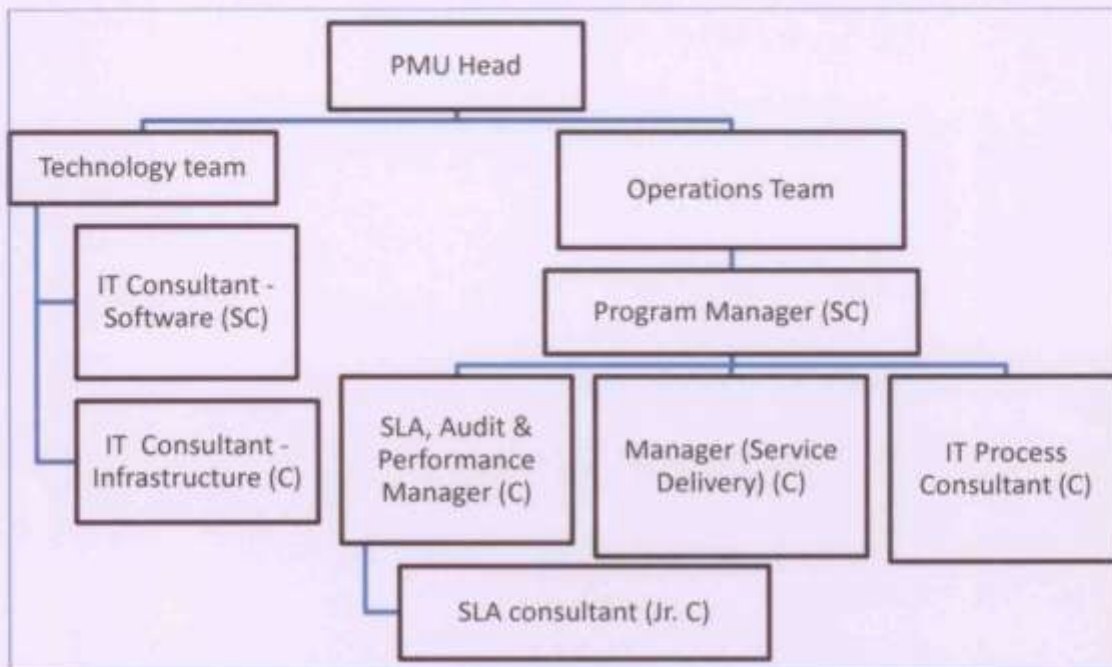 PMU Head
Technology team
Operations Team
IT Consultant -
Software (SC)
Program Manager (SC)
IT Consultant -
Infrastructure (C)
SLA, Audit &
Performance
Manager (C)
Manager (Service
Delivery) (C)
IT Process
Consultant (C)
SLA consultant (Jr. C)